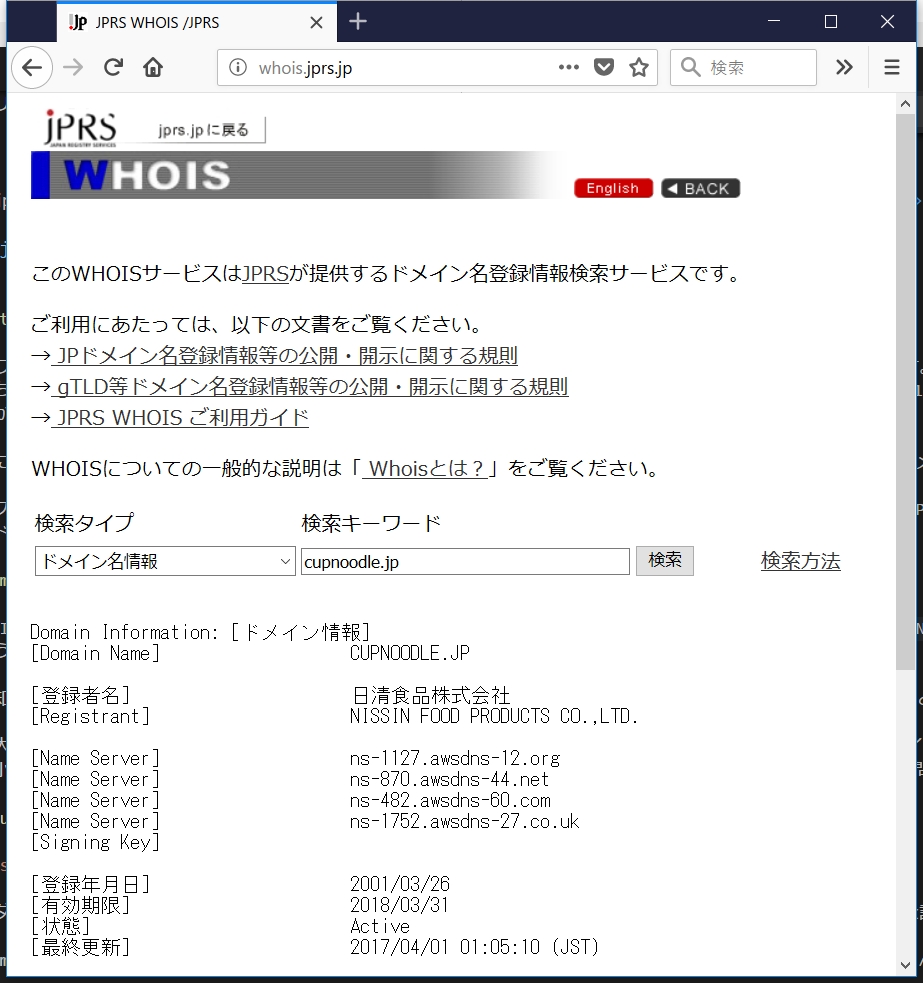 JPRS WHOIS /JPRS
whois.jprs.jp
検索
JPRS
JAPAN REGISTRY SERVICES
jprs.jp に戻る
WHOIS
English
BACK
このWHOISサービスはJPRSが提供するドメイン名登録情報検索サービスです。
ご利用にあたっては、以下の文書をご覧ください。
→ JPドメイン名登録情報等の公開・開示に関する規則
→ gTLD等ドメイン名登録情報等の公開・開示に関する規則
→ JPRS WHOIS ご利用ガイド
WHOISについての一般的な説明は「 Whoisとは？」をご覧ください。
検索タイプ 検索キーワード
ドメイン名情報 cupnoodle.jp 検索 検索方法
Domain Information: [ドメイン情報]
[Domain Name] CUPNOODLE.JP
[登録者名] 日清食品株式会社
[Registrant] NISSIN FOOD PRODUCTS CO.,LTD.
[Name Server] ns-1127.awsdns-12.org
[Name Server] ns-870.awsdns-44.net
[Name Server] ns-482.awsdns-60.com
[Name Server] ns-1752.awsdns-27.co.uk
[Signing Key]
[登録年月日] 2001/03/26
[有効期限] 2018/03/31
[状態] Active
[最終更新] 2017/04/01 01:05:10 (JST)